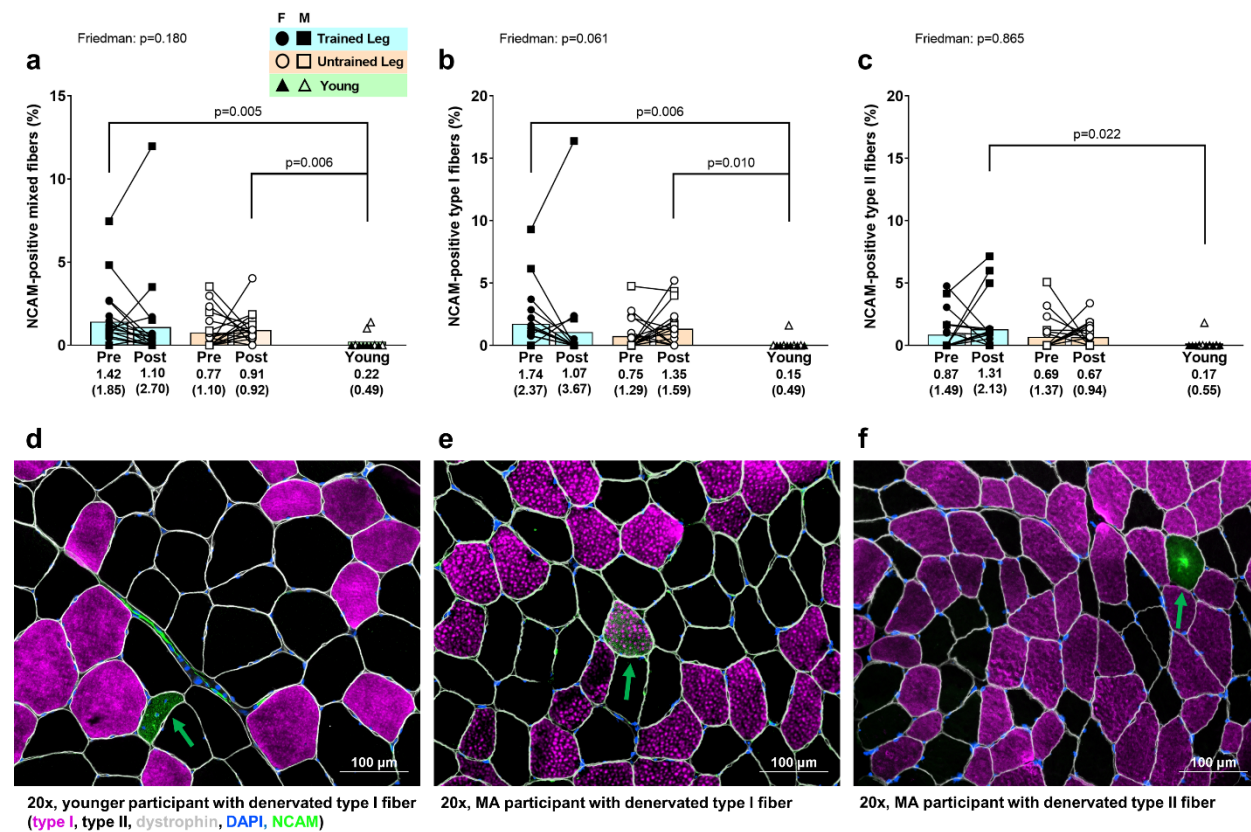 F M
Trained Leg
Untrained Leg
Young
Friedman: p=0.180
a
NCAM-positive mixed fibers (%)
15
10
5
0
p=0.005
p=0.006
Pre Post Pre Post Young
1.42 1.10 0.77 0.91 0.22
(1.85) (2.70) (1.10) (0.92) (0.49)
Friedman: p=0.061
b
NCAM-positive type I fibers (%)
20
15
10
5
0
p=0.006
p=0.010
Pre Post Pre Post Young
1.74 1.07 0.75 1.35 0.15
(2.37) (3.67) (1.29) (1.59) (0.49)
Friedman: p=0.865
c
NCAM-positive type II fibers (%)
20
15
10
5
0
p=0.022
Pre Post Pre Post Young
0.87 1.31 0.69 0.67 0.17
(1.49) (2.13) (1.37) (0.94) (0.55)
d
100 µm
20x, younger participant with denervated type I fiber
(type I, type II, dystrophin, DAPI, NCAM)
e
100 µm
20x, MA participant with denervated type I fiber
f
100 µm
20x, MA participant with denervated type II fiber